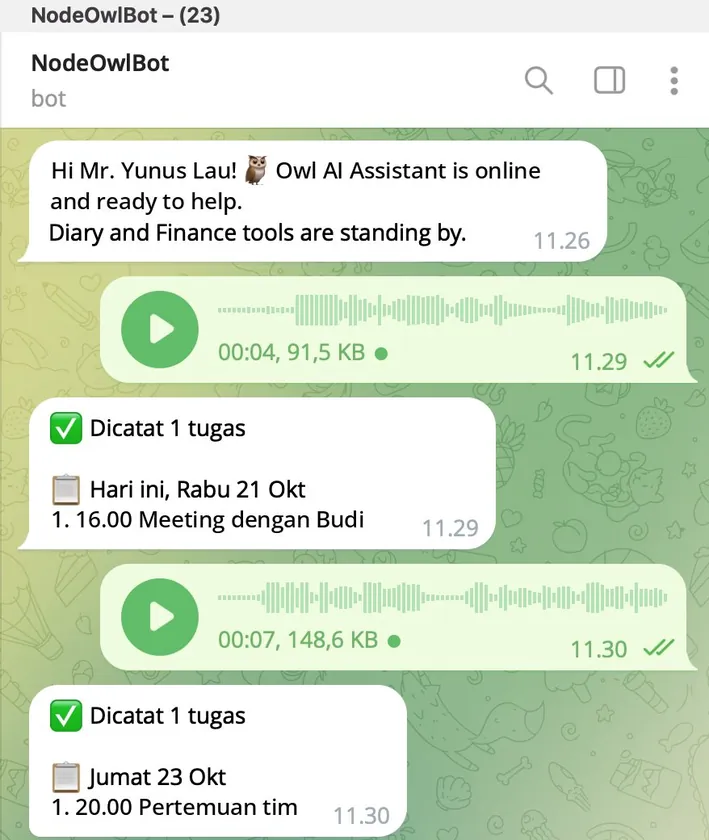 NodeOwlBot – (23)
NodeOwlBot
bot
Hi Mr. Yunus Lau! 🦉 Owl AI Assistant is online
and ready to help.
Diary and Finance tools are standing by.
11.26
00:04, 91,5 KB
11.29
✅ Dicatat 1 tugas
📋 Hari ini, Rabu 21 Okt
1. 16.00 Meeting dengan Budi
11.29
00:07, 148,6 KB
11.30
✅ Dicatat 1 tugas
📋 Jumat 23 Okt
1. 20.00 Pertemuan tim
11.30